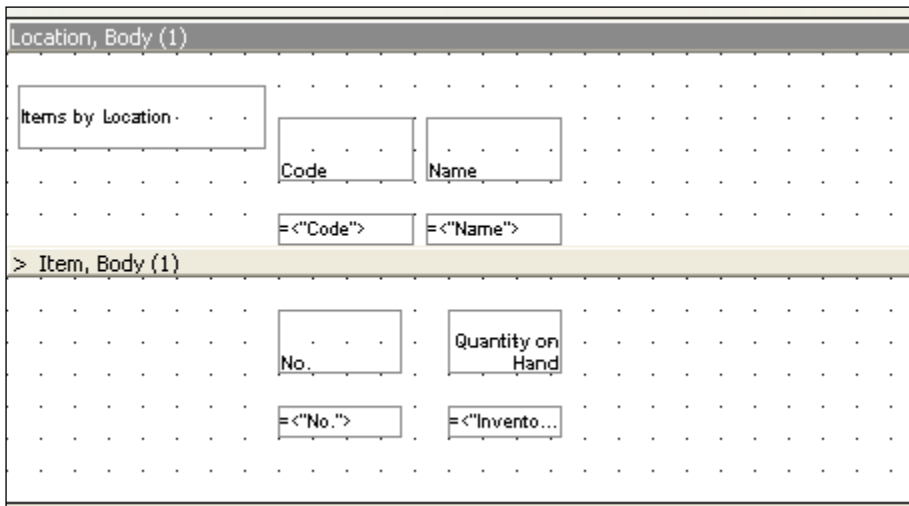 Location, Body (1)
Items by Location
Code Name
=<"Code"> =<"Name">
> Item, Body (1)
Quantity on
No. Hand
=<"No."> =<"Invento...